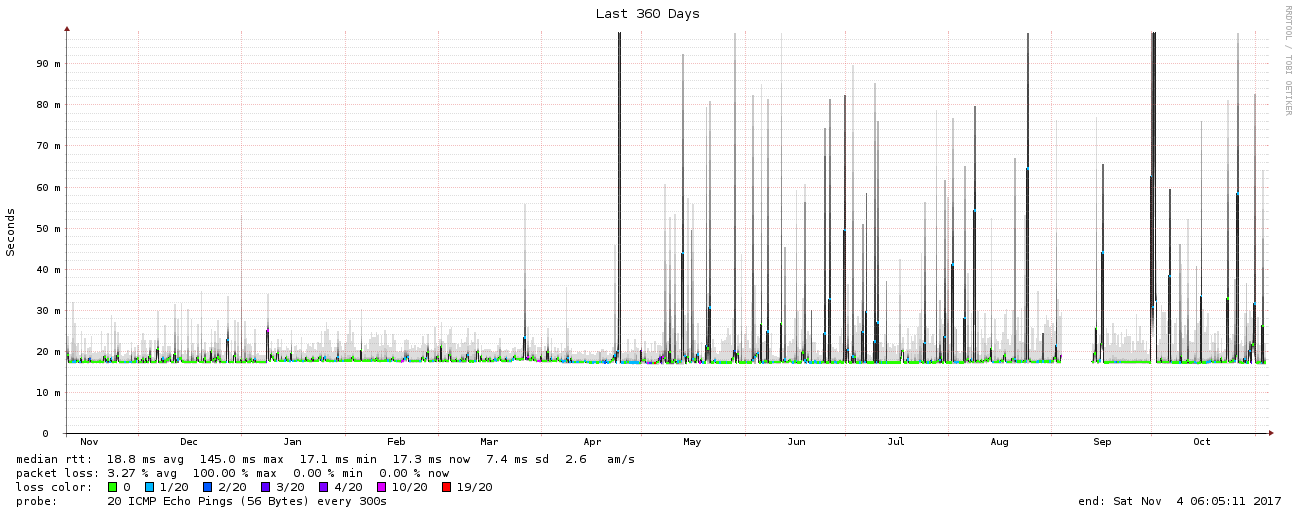 Last 360 Days
RRDTOOL / TOBI OETIKER
Seconds
90 m
80 m
70 m
60 m
50 m
40 m
30 m
20 m
10 m
0
Nov Dec Jan Feb Mar Apr May Jun Jul Aug Sep Oct
median rtt: 18.8 ms avg 145.0 ms max 17.1 ms min 17.3 ms now 7.4 ms sd 2.6 am/s
packet loss: 3.27 % avg 100.00 % max 0.00 % min 0.00 % now
loss color: 0 1/20 2/20 3/20 4/20 10/20 19/20
probe: 20 ICMP Echo Pings (56 Bytes) every 300s end: Sat Nov 4 06:05:11 2017